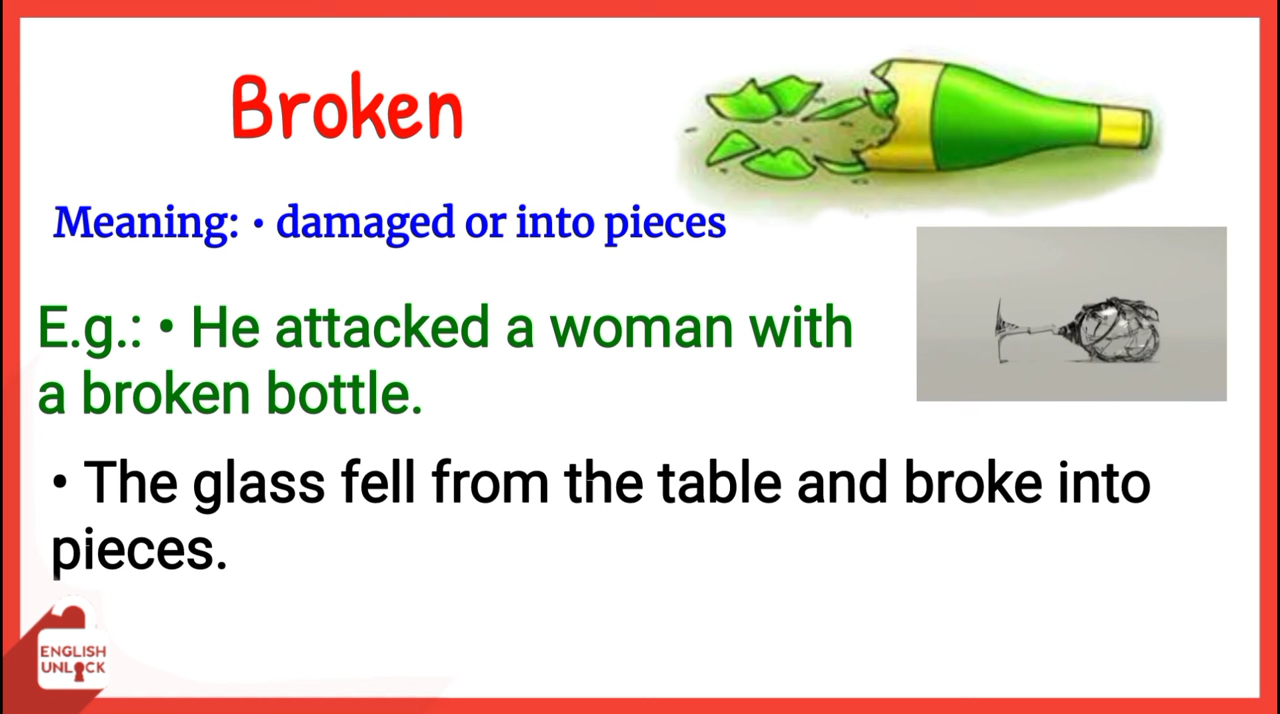 Broken
Meaning: • damaged or into pieces
E.g.: • He attacked a woman with
a broken bottle.
• The glass fell from the table and broke into
pieces.
ENGLISH
UNLOCK